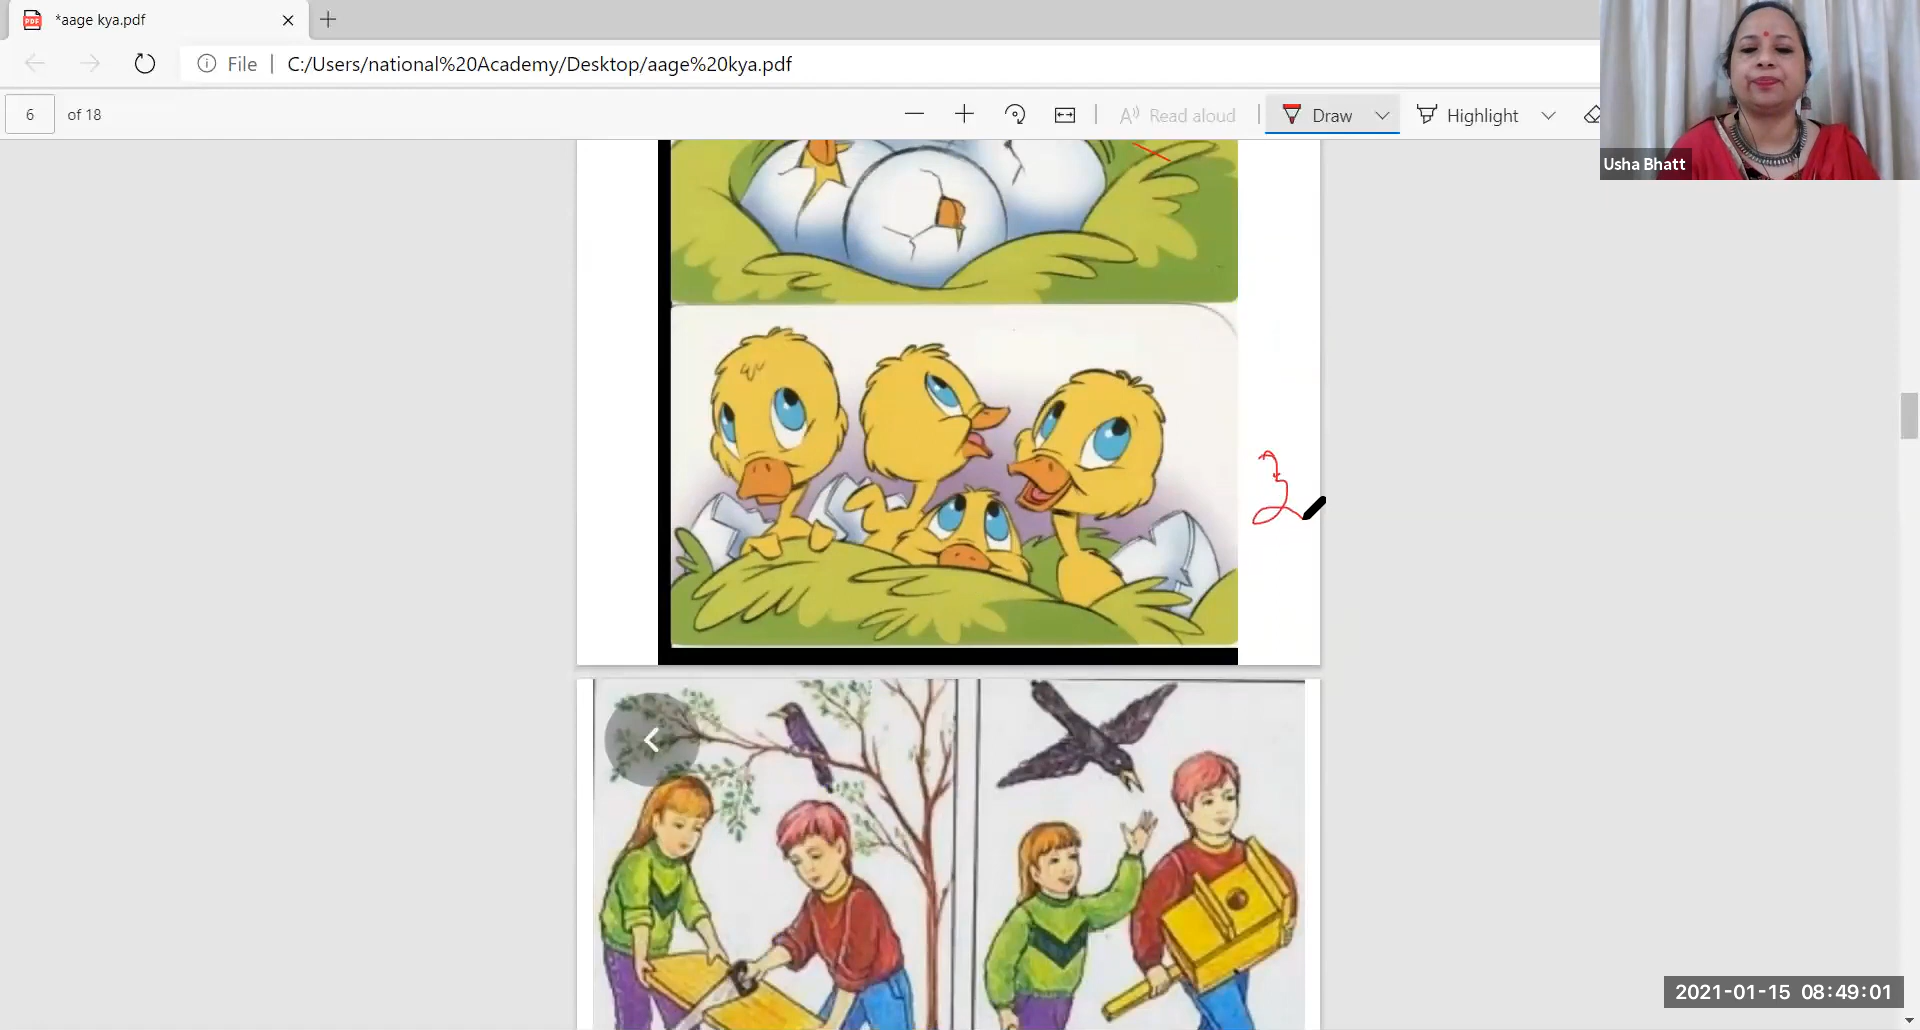 *aage kya.pdf
File
C:/Users/national%20Academy/Desktop/aage%20kya.pdf
6 of 18
Read aloud
Draw
Highlight
Usha Bhatt
2021-01-15 08:49:01